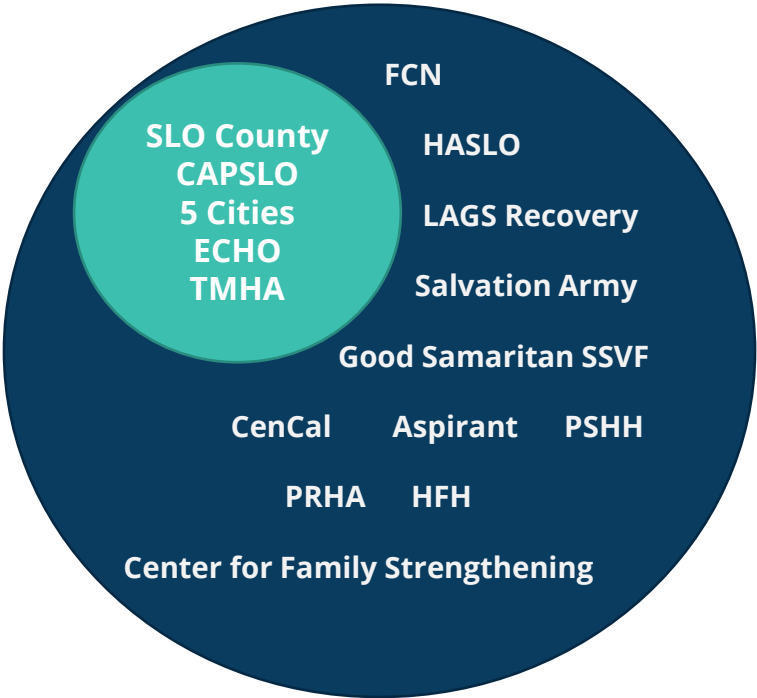 FCN
SLO County
CAPSLO
5 Cities
ECHO
TMHA
HASLO
LAGS Recovery
Salvation Army
Good Samaritan SSVF
CenCal Aspirant PSHH
PRHA HFH
Center for Family Strengthening